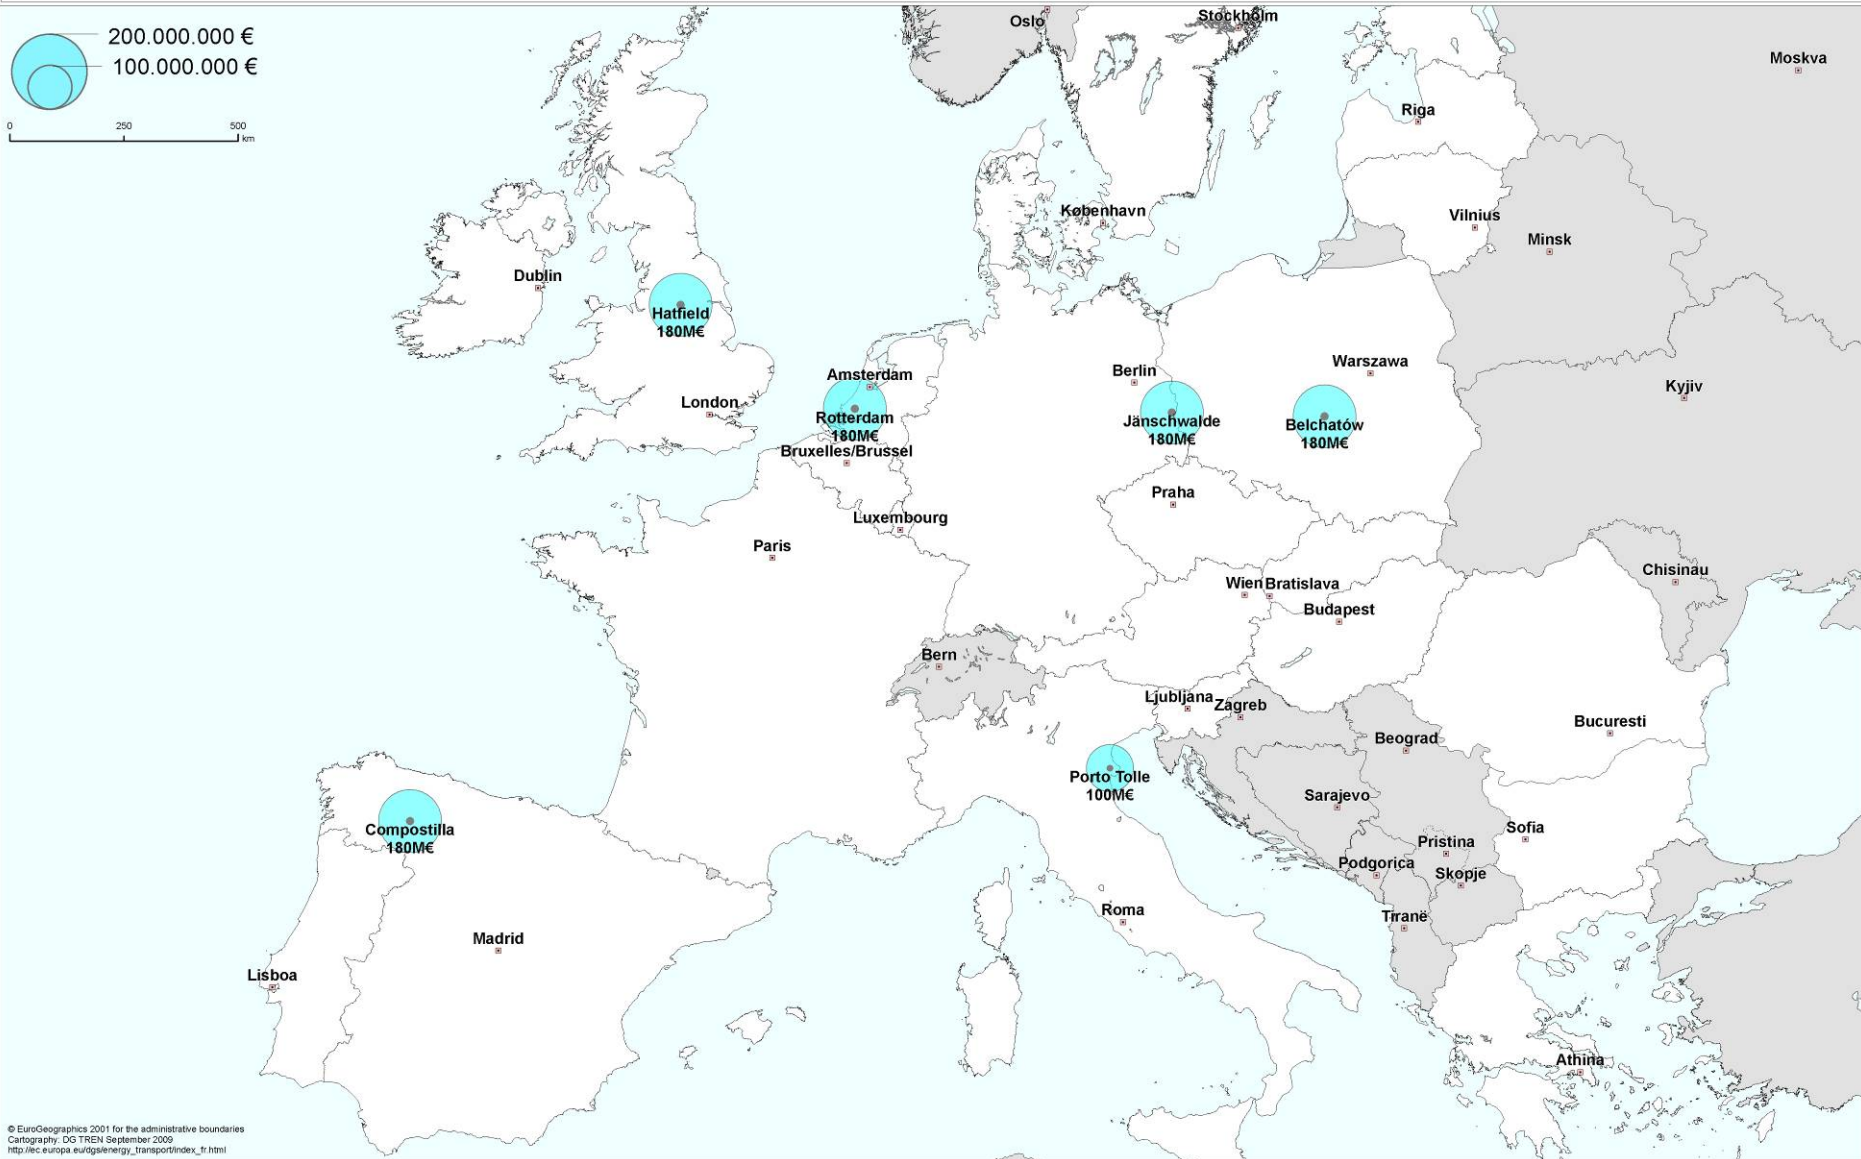 200.000.000 €
100.000.000 €
0 250 500
km
Oslo
Stockholm
Moskva
Riga
København
Vilnius
Minsk
Dublin
Hatfield
180M€
Warszawa
Berlin
Amsterdam
Kyjiv
London
Rotterdam
180M€
Jänschwalde
180M€
Belchatów
180M€
Bruxelles/Brussel
Praha
Luxembourg
Paris
Chisinau
Wien
Bratislava
Budapest
Bern
Ljubljana
Zagreb
Bucuresti
Beograd
Porto Tolle
100M€
Sarajevo
Compostilla
180M€
Sofia
Pristina
Podgorica
Skopje
Roma
Tiranë
Madrid
Lisboa
Athina
© EuroGeographics 2001 for the administrative boundaries
Cartography: DG TREN September 2009
http://ec.europa.eu/dgs/energy_transport/index_fr.html